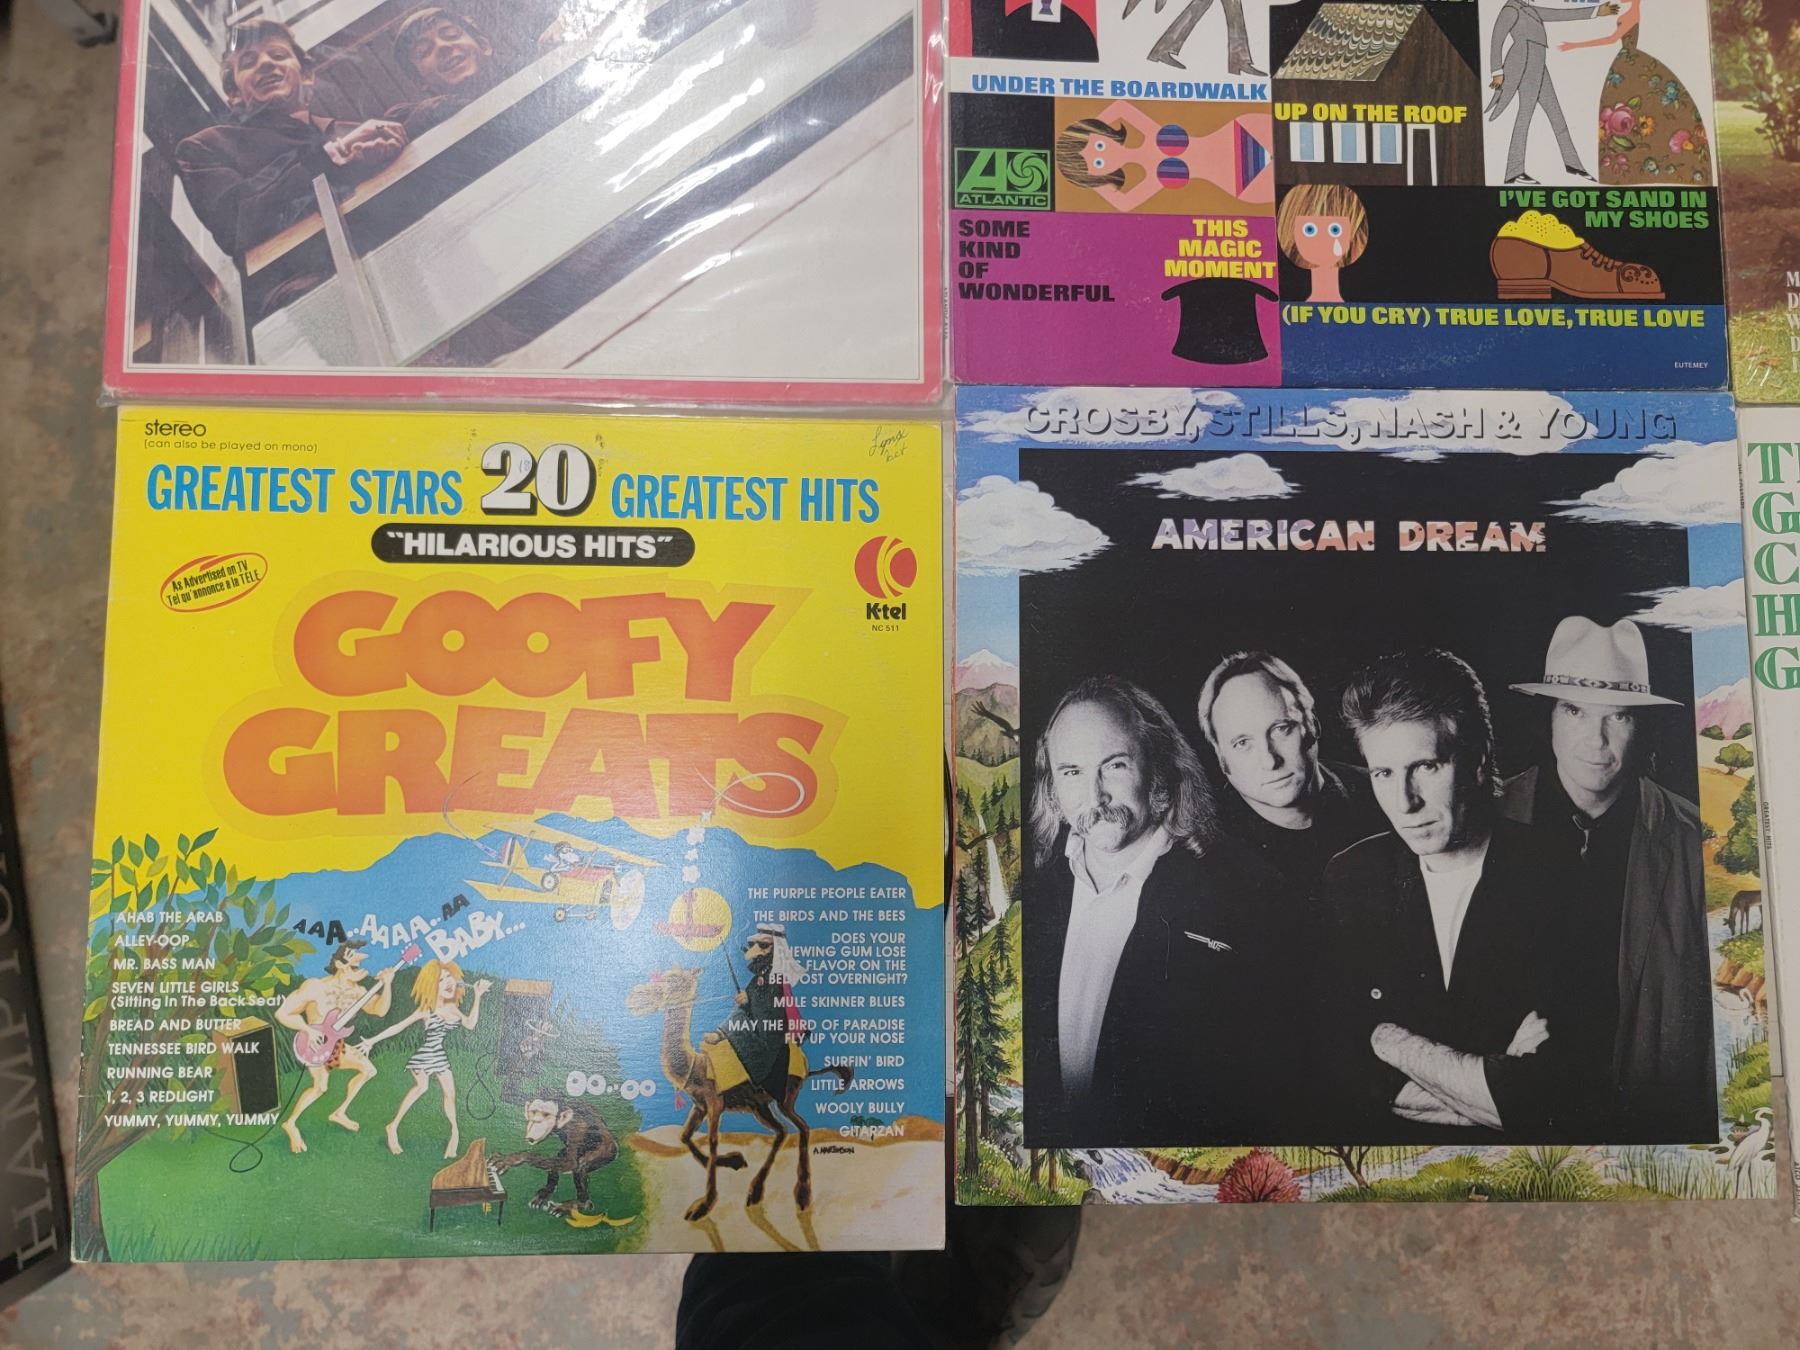 UNDER THE BOARDWALK
UP ON THE ROOF
ATLANTIC
I'VE GOT SAND IN
MY SHOES
SOME
KIND
OF
WONDERFUL
THIS
MAGIC
MOMENT
(IF YOU CRY) TRUE LOVE, TRUE LOVE
EUTEMEY
stereo
(can also be played on mono)
GREATEST STARS 20 GREATEST HITS
"HILARIOUS HITS"
As Advertised on TV
Tel qu'annonce a la TELE
K-tel
NC 511
GOOFY
GREATS
AAA..AAAA..AA
BABY...
AHAB THE ARAB
ALLEY-OOP
MR. BASS MAN
SEVEN LITTLE GIRLS
(Sitting In The Back Seat)
BREAD AND BUTTER
TENNESSEE BIRD WALK
RUNNING BEAR
1, 2, 3 REDLIGHT
YUMMY, YUMMY, YUMMY
THE PURPLE PEOPLE EATER
THE BIRDS AND THE BEES
DOES YOUR
CHEWING GUM LOSE
IT'S FLAVOR ON THE
BEDPOST OVERNIGHT?
MULE SKINNER BLUES
MAY THE BIRD OF PARADISE
FLY UP YOUR NOSE
SURFIN' BIRD
LITTLE ARROWS
WOOLY BULLY
GITARZAN
OO..OO
CROSBY, STILLS, NASH & YOUNG
AMERICAN DREAM